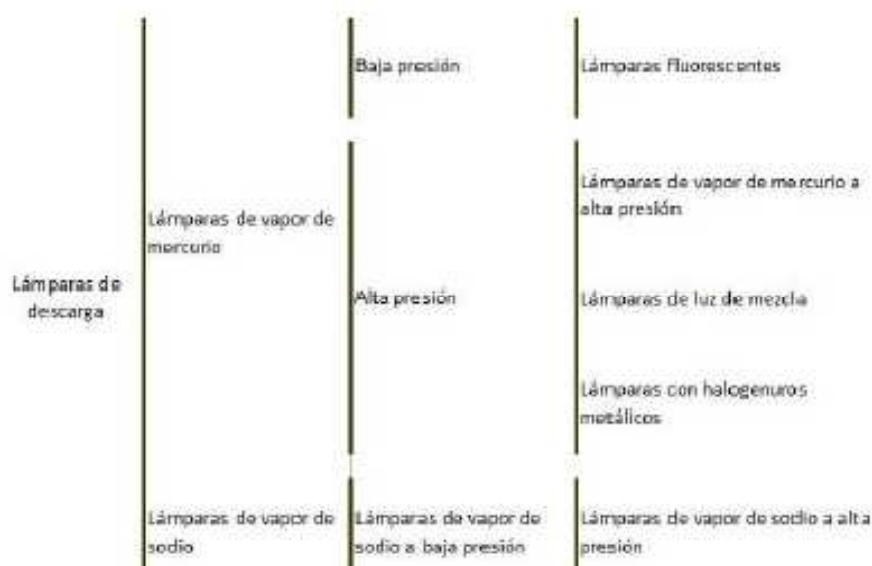 Baja presión
Lámparas Fluorescentes
Lámparas de vapor de mercurio a
alta presión
Lámparas de vapor de
mercurio
Lámparas de
descarga
Alta presión
Lámparas de luz de mezcla
Lámparas con halogenuros
metálicos
Lámparas de vapor de
sodio
Lámparas de vapor de
sodio a baja presión
Lámparas de vapor de sodio a alta
presión